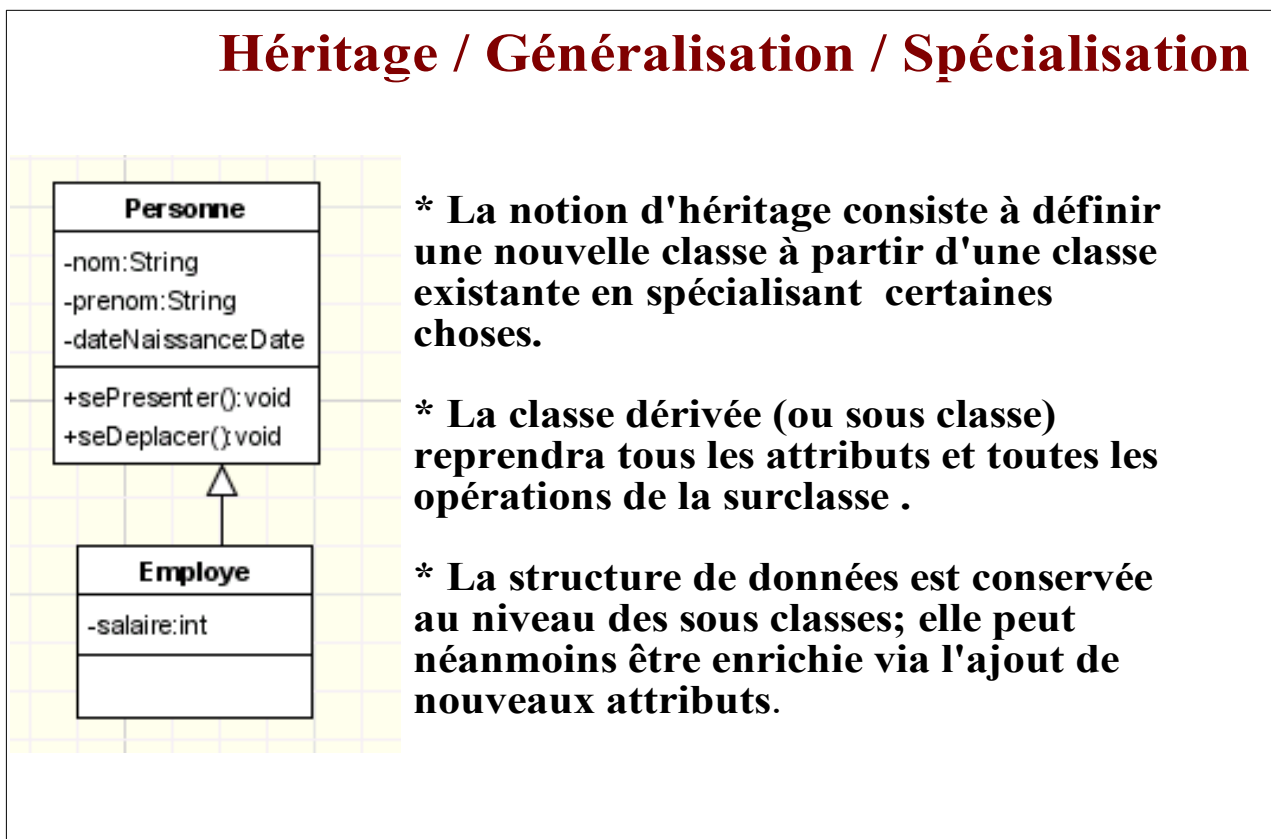 Héritage / Généralisation / Spécialisation
Personne
-nom:String
-prenom:String
-dateNaissance:Date
+sePresenter():void
+seDeplacer():void
Employe
-salaire:int
* La notion d'héritage consiste à définir
une nouvelle classe à partir d'une classe
existante en spécialisant certaines
choses.
* La classe dérivée (ou sous classe)
reprendra tous les attributs et toutes les
opérations de la surclasse .
* La structure de données est conservée
au niveau des sous classes; elle peut
néanmoins être enrichie via l'ajout de
nouveaux attributs.